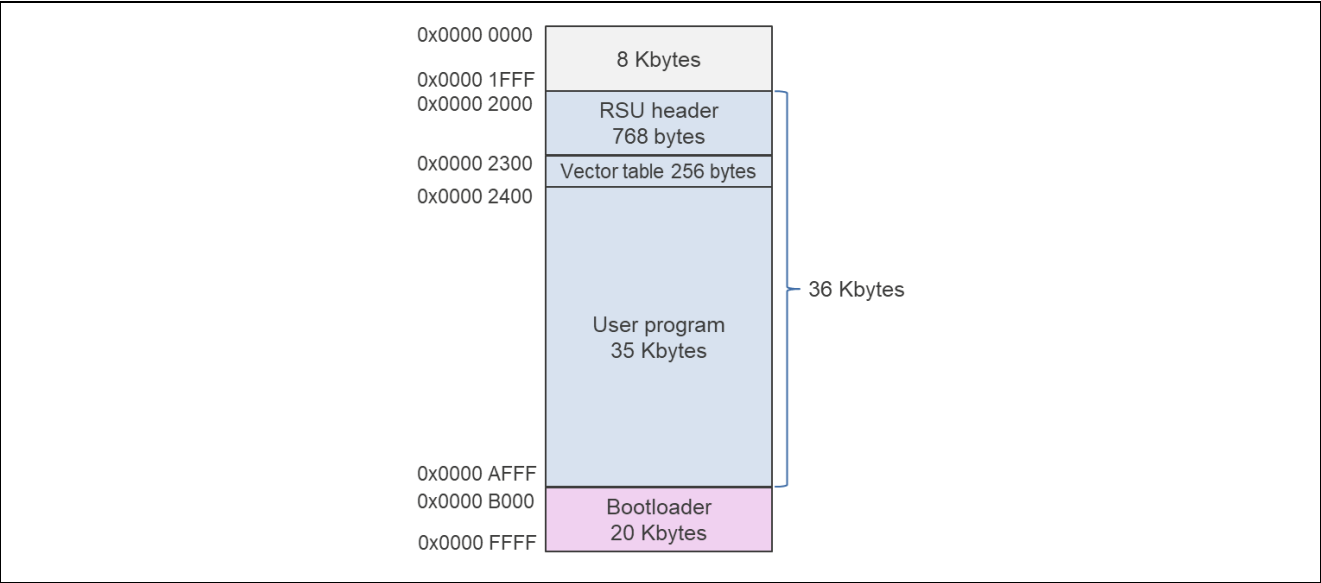 0x0000 0000
8 Kbytes
0x0000 1FFF
0x0000 2000
RSU header
768 bytes
0x0000 2300
Vector table 256 bytes
0x0000 2400
36 Kbytes
User program
35 Kbytes
0x0000 AFFF
0x0000 B000
Bootloader
20 Kbytes
0x0000 FFFF